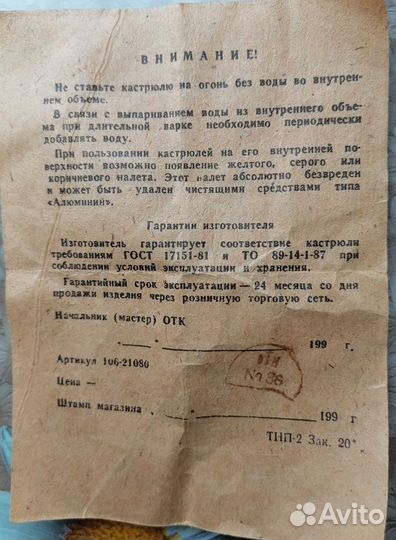 ВНИМАНИЕ!
Не ставьте кастрюлю на огонь без воды во внутрен-
нем объеме.
В связи с выпариванием воды из внутреннего объе-
ма при длительной варке необходимо периодически
добавлять воду.
При пользовании кастрюлей на его внутренней по-
верхности возможно появление желтого, серого или
коричневого налета. Этет налет абсолютно безвреден
и может быть удален чистящими средствами типа
«Алюминий».
Гарантии изготовителя
Изготовитель гарантирует соответствие кастрюли
требованиям ГОСТ 17151-81 и ТО 89-14-1-87 при
соблюдении условий эксплуатации и хранения.
Гарантийный срок эксплуатации — 24 месяца со дня
продажи изделия через розничную торговую сеть.
Начальник (мастер) ОТК
199 г.
Артикул 106-21080
ОТК
№ 36
Цена —
Штамп магазина
199 г
ТНП-2 Зак. 20
Avito